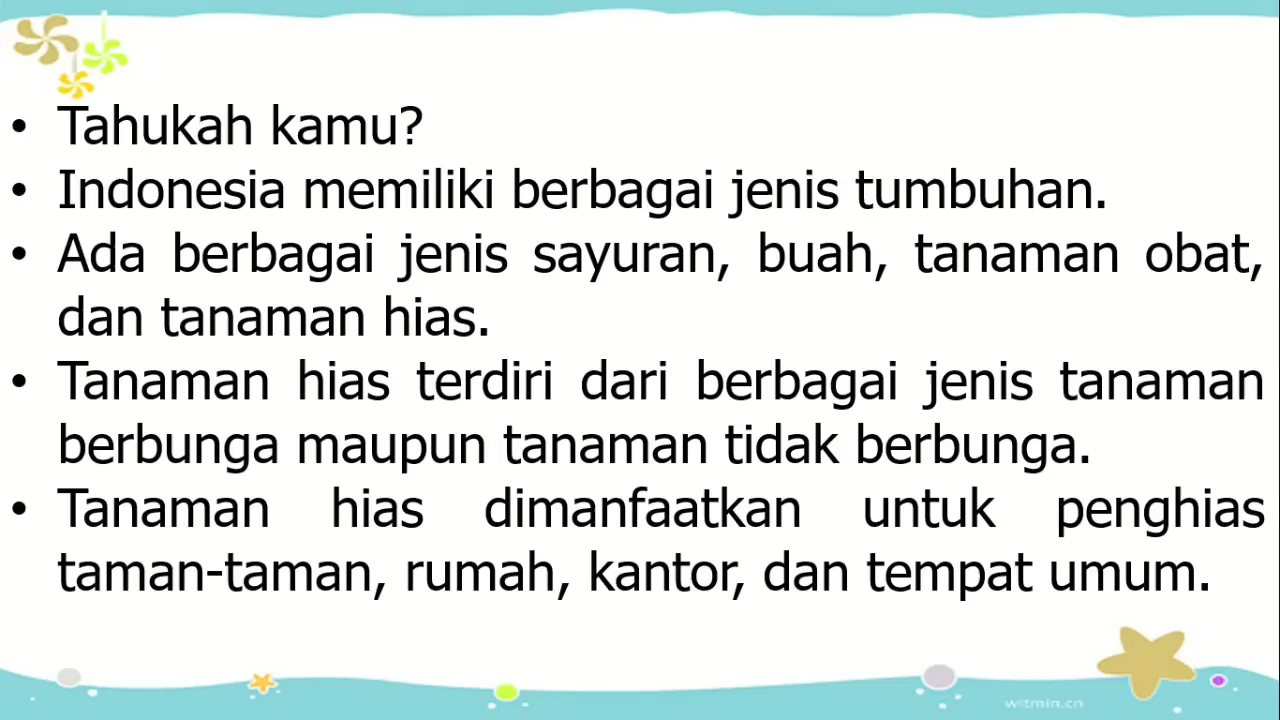 • Tahukah kamu?
• Indonesia memiliki berbagai jenis tumbuhan.
• Ada berbagai jenis sayuran, buah, tanaman obat,
dan tanaman hias.
• Tanaman hias terdiri dari berbagai jenis tanaman
berbunga maupun tanaman tidak berbunga.
• Tanaman hias dimanfaatkan untuk penghias
taman-taman, rumah, kantor, dan tempat umum.
witmin.cn